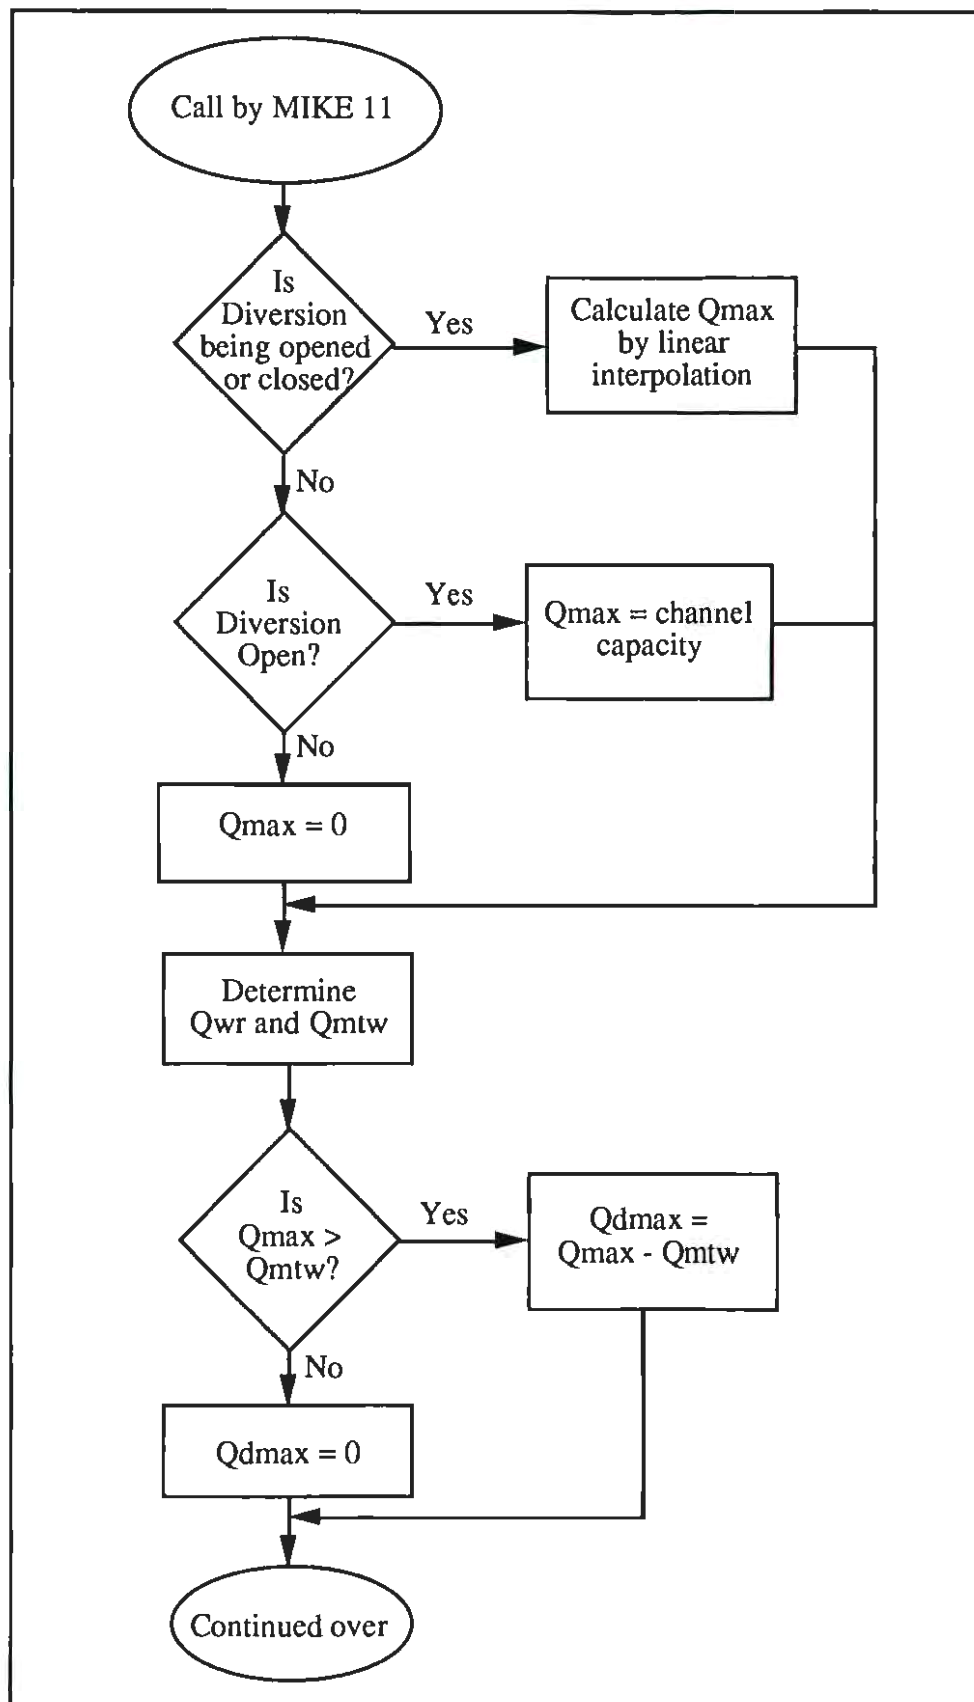 Call by MIKE 11
Is
Diversion
being opened
or closed?
Yes
Calculate Qmax
by linear
interpolation
No
Is
Diversion
Open?
Yes
Qmax = channel
capacity
No
Qmax = 0
Determine
Qwr and Qmtw
Is
Qmax >
Qmtw?
Yes
Qdmax =
Qmax - Qmtw
No
Qdmax = 0
Continued over